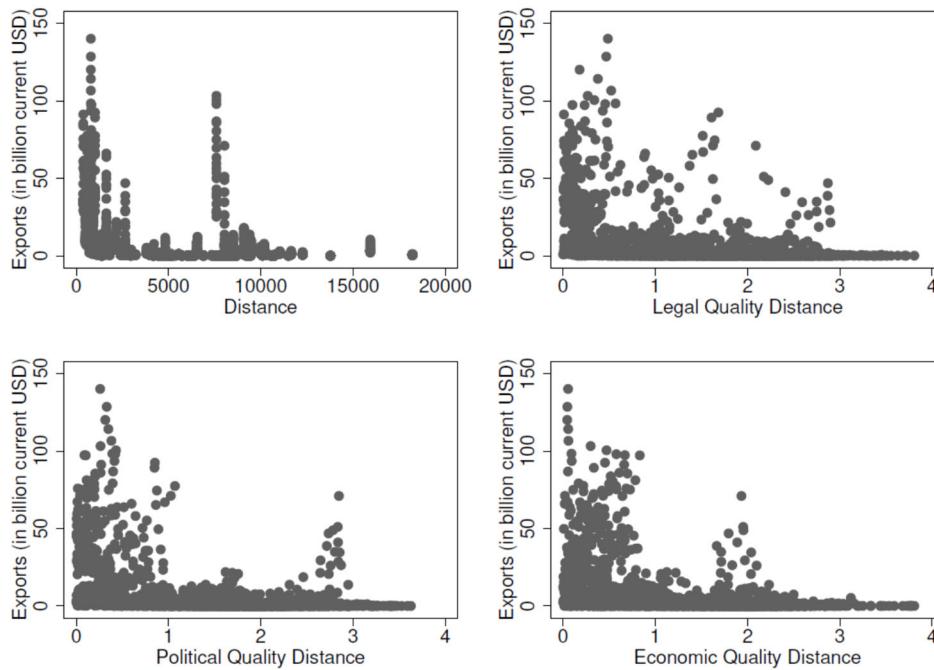 Exports (in billion current USD)
0 50 100 150
0 5000 10000 15000 20000
Distance
Exports (in billion current USD)
0 50 100 150
0 1 2 3 4
Legal Quality Distance
Exports (in billion current USD)
0 50 100 150
0 1 2 3 4
Political Quality Distance
Exports (in billion current USD)
0 50 100 150
0 1 2 3 4
Economic Quality Distance